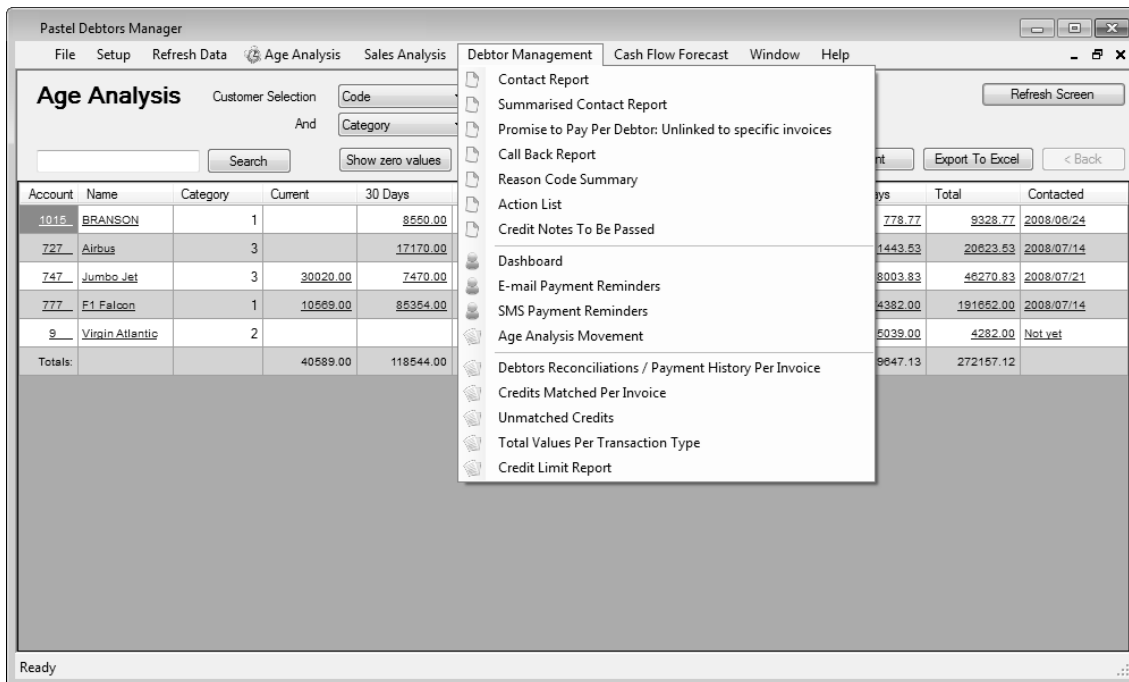 Pastel Debtors Manager
File Setup Refresh Data Age Analysis Sales Analysis Debtor Management Cash Flow Forecast Window Help
Age Analysis Customer Selection Code Refresh Screen
And Category
Search Show zero values nt Export To Excel < Back
Contact Report
Summarised Contact Report
Promise to Pay Per Debtor: Unlinked to specific invoices
Call Back Report
Reason Code Summary
Action List
Credit Notes To Be Passed
Dashboard
E-mail Payment Reminders
SMS Payment Reminders
Age Analysis Movement
Debtors Reconciliations / Payment History Per Invoice
Credits Matched Per Invoice
Unmatched Credits
Total Values Per Transaction Type
Credit Limit Report
Account Name Category Current 30 Days ays Total Contacted
1015 BRANSON 1 8550.00 778.77 9328.77 2008/06/24
727 Airbus 3 17170.00 1443.53 20623.53 2008/07/14
747 Jumbo Jet 3 30020.00 7470.00 8003.83 46270.83 2008/07/21
777 F1 Falcon 1 10569.00 85354.00 4382.00 191652.00 2008/07/14
9 Virgin Atlantic 2 5039.00 4282.00 Not yet
Totals: 40589.00 118544.00 9647.13 272157.12
Ready